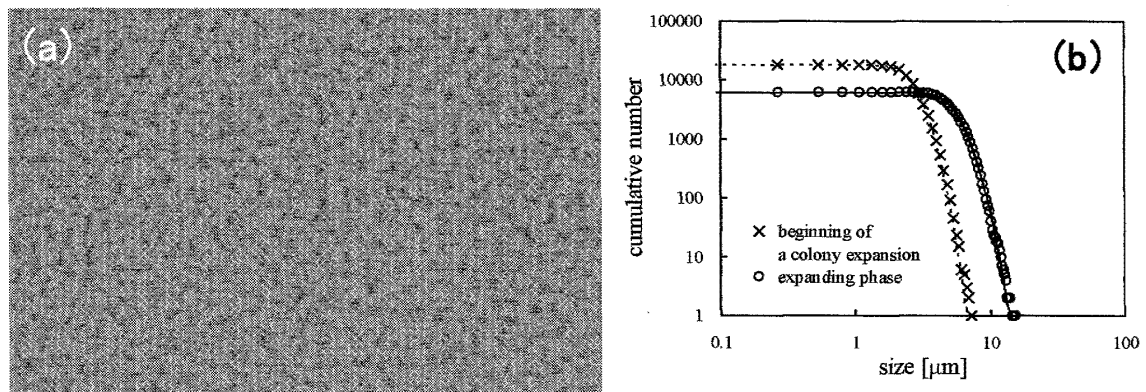 (a)
(b)
100000
10000
1000
100
10
1
cumulative number
× beginning of
a colony expansion
○ expanding phase
0.1 1 10 100
size [μm]